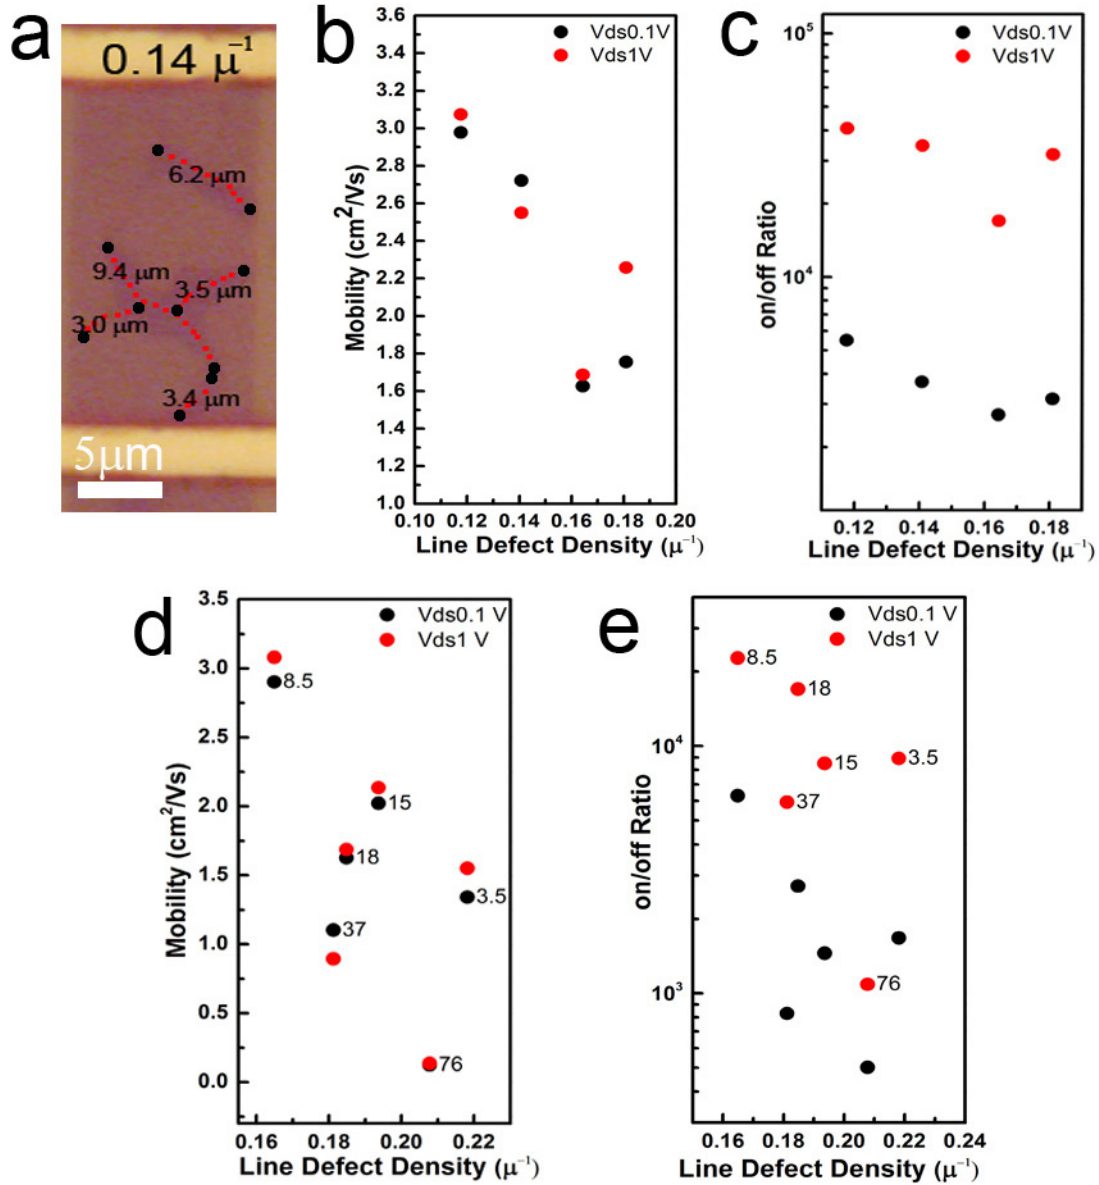 a
0.14 μ⁻¹
6.2 μm
9.4 μm
3.5 μm
3.0 μm
3.4 μm
5μm
b
Vds0.1V
Vds1V
3.6
3.4
3.2
3.0
2.8
2.6
2.4
2.2
2.0
1.8
1.6
1.4
1.2
1.0
Mobility (cm²/Vs)
0.10 0.12 0.14 0.16 0.18 0.20
Line Defect Density (μ⁻¹)
c
Vds0.1V
Vds1V
10⁵
10⁴
on/off Ratio
0.12 0.14 0.16 0.18
Line Defect Density (μ⁻¹)
d
Vds0.1 V
Vds1 V
3.5
3.0
2.5
2.0
1.5
1.0
0.5
0.0
Mobility (cm²/Vs)
8.5
15
18
3.5
37
76
0.16 0.18 0.20 0.22
Line Defect Density (μ⁻¹)
e
Vds0.1 V
Vds1 V
10⁴
10³
on/off Ratio
8.5
18
15
3.5
37
76
0.16 0.18 0.20 0.22 0.24
Line Defect Density (μ⁻¹)